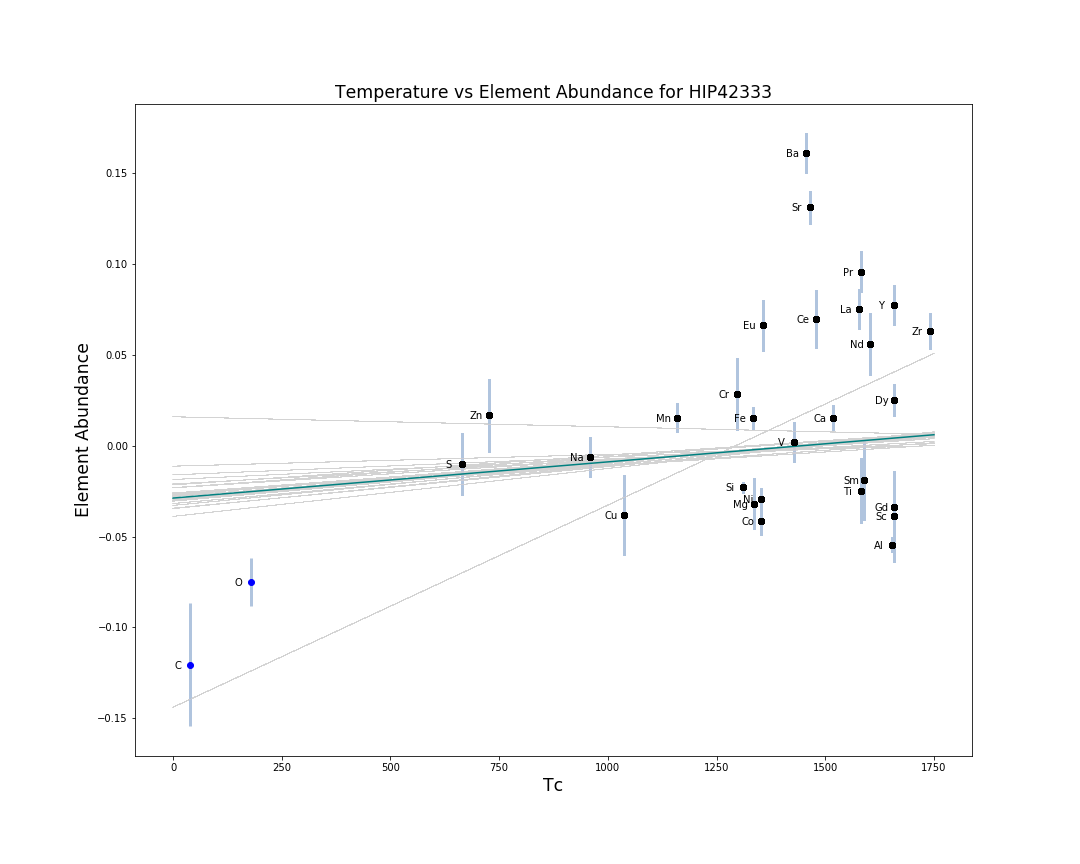 Temperature vs Element Abundance for HIP42333
Element Abundance
0.15
0.10
0.05
0.00
−0.05
−0.10
−0.15
Ba
Sr
Pr
La
Y
Ce
Eu
Zr
Nd
Cr
Dy
Zn
Mn
Fe
Ca
V
Na
S
Sm
Si
Ti
Ni
Mg
Gd
Cu
Sc
Co
Al
O
C
0
250
500
750
1000
1250
1500
1750
Tc